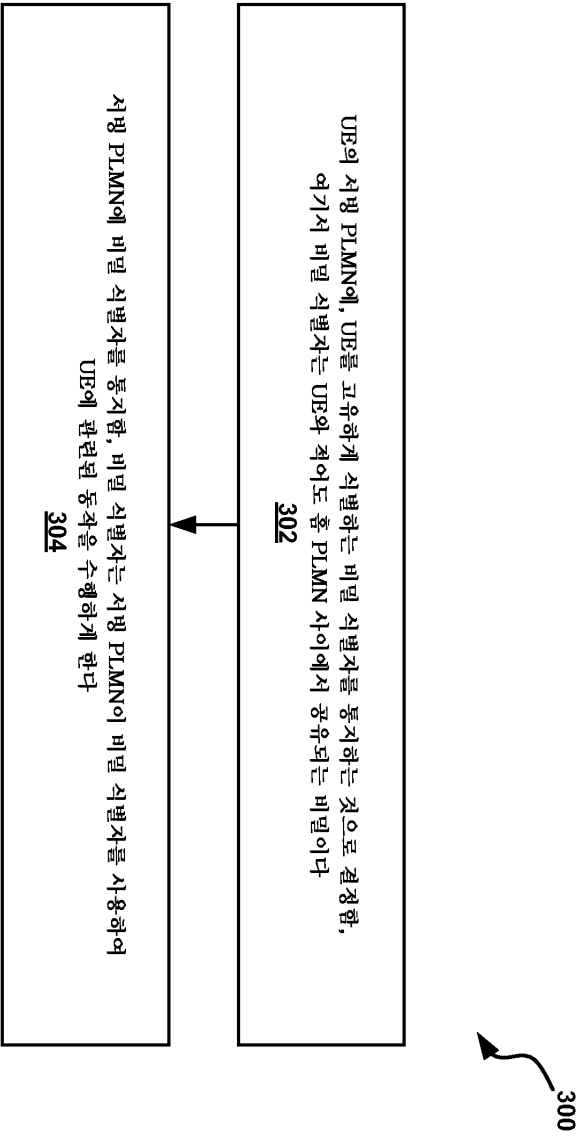 300
UE의 서빙 PLMN에, UE를 고유하게 식별하는 비밀 식별자를 통지하는 것으로 결정함,
여기서 비밀 식별자는 UE와 적어도 홈 PLMN 사이에서 공유되는 비밀이다
302
서빙 PLMN에 비밀 식별자를 통지함, 비밀 식별자는 서빙 PLMN이 비밀 식별자를 사용하여
UE에 관련된 동작을 수행하게 한다
304